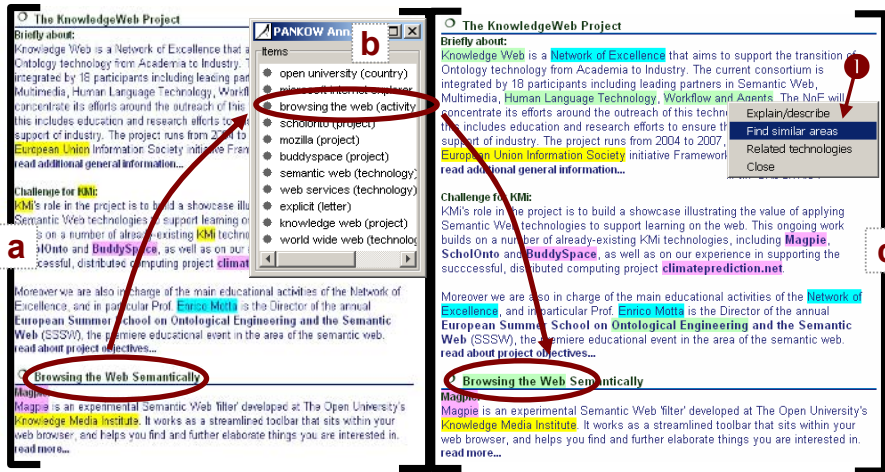 The KnowledgeWeb Project
Briefly about:
Knowledge Web is a Network of Excellence that a
Ontology technology from Academia to Industry. T
integrated by 18 participants including leading par
Multimedia, Human Language Technology, Workfl
concentrate its efforts around the outreach of this
this includes education and research efforts to
support of industry. The project runs from 2004 to
European Union Information Society initiative Fran
read additional general information...
Challenge for KMi:
KMi's role in the project is to build a showcase illu
Semantic Web technologies to support learning on
on a number of already-existing KMi techno
olOnto and BuddySpace, as well as on our
cessful, distributed computing project climat
Moreover we are also in charge of the main educational activities of the Network of
Excellence, and in particular Prof. Enrico Motta is the Director of the annual
European Summer School on Ontological Engineering and the Semantic
Web (SSSW), the premiere educational event in the area of the semantic web.
read about project objectives...
Browsing the Web Semantically
Magpie:
Magpie is an experimental Semantic Web 'filter' developed at The Open University's
Knowledge Media Institute. It works as a streamlined toolbar that sits within your
web browser, and helps you find and further elaborate things you are interested in.
read more...
a
PANKOW Ann
b
Items
open university (country)
microsoft internet explorer
browsing the web (activity
scholonto (project)
mozilla (project)
buddyspace (project)
semantic web (technology)
web services (technology)
explicit (letter)
knowledge web (project)
world wide web (technolog
The KnowledgeWeb Project
Briefly about:
Knowledge Web is a Network of Excellence that aims to support the transition of
Ontology technology from Academia to Industry. The current consortium is
integrated by 18 participants including leading partners in Semantic Web,
Multimedia, Human Language Technology, Workflow and Agents. The NoE will
concentrate its efforts around the outreach of this techn
this includes education and research efforts to ensure th
support of industry. The project runs from 2004 to 2007,
European Union Information Society initiative Framework
read additional general information...
1
Explain/describe
Find similar areas
Related technologies
Close
Challenge for KMi:
KMi's role in the project is to build a showcase illustrating the value of applying
Semantic Web technologies to support learning on the web. This ongoing work
builds on a number of already-existing KMi technologies, including Magpie,
ScholOnto and BuddySpace, as well as on our experience in supporting the
succcessful, distributed computing project climateprediction.net.
Moreover we are also in charge of the main educational activities of the Network of
Excellence, and in particular Prof. Enrico Motta is the Director of the annual
European Summer School on Ontological Engineering and the Semantic
Web (SSSW), the premiere educational event in the area of the semantic web.
read about project objectives...
Browsing the Web Semantically
Magpie:
Magpie is an experimental Semantic Web 'filter' developed at The Open University's
Knowledge Media Institute. It works as a streamlined toolbar that sits within your
web browser, and helps you find and further elaborate things you are interested in.
read more...